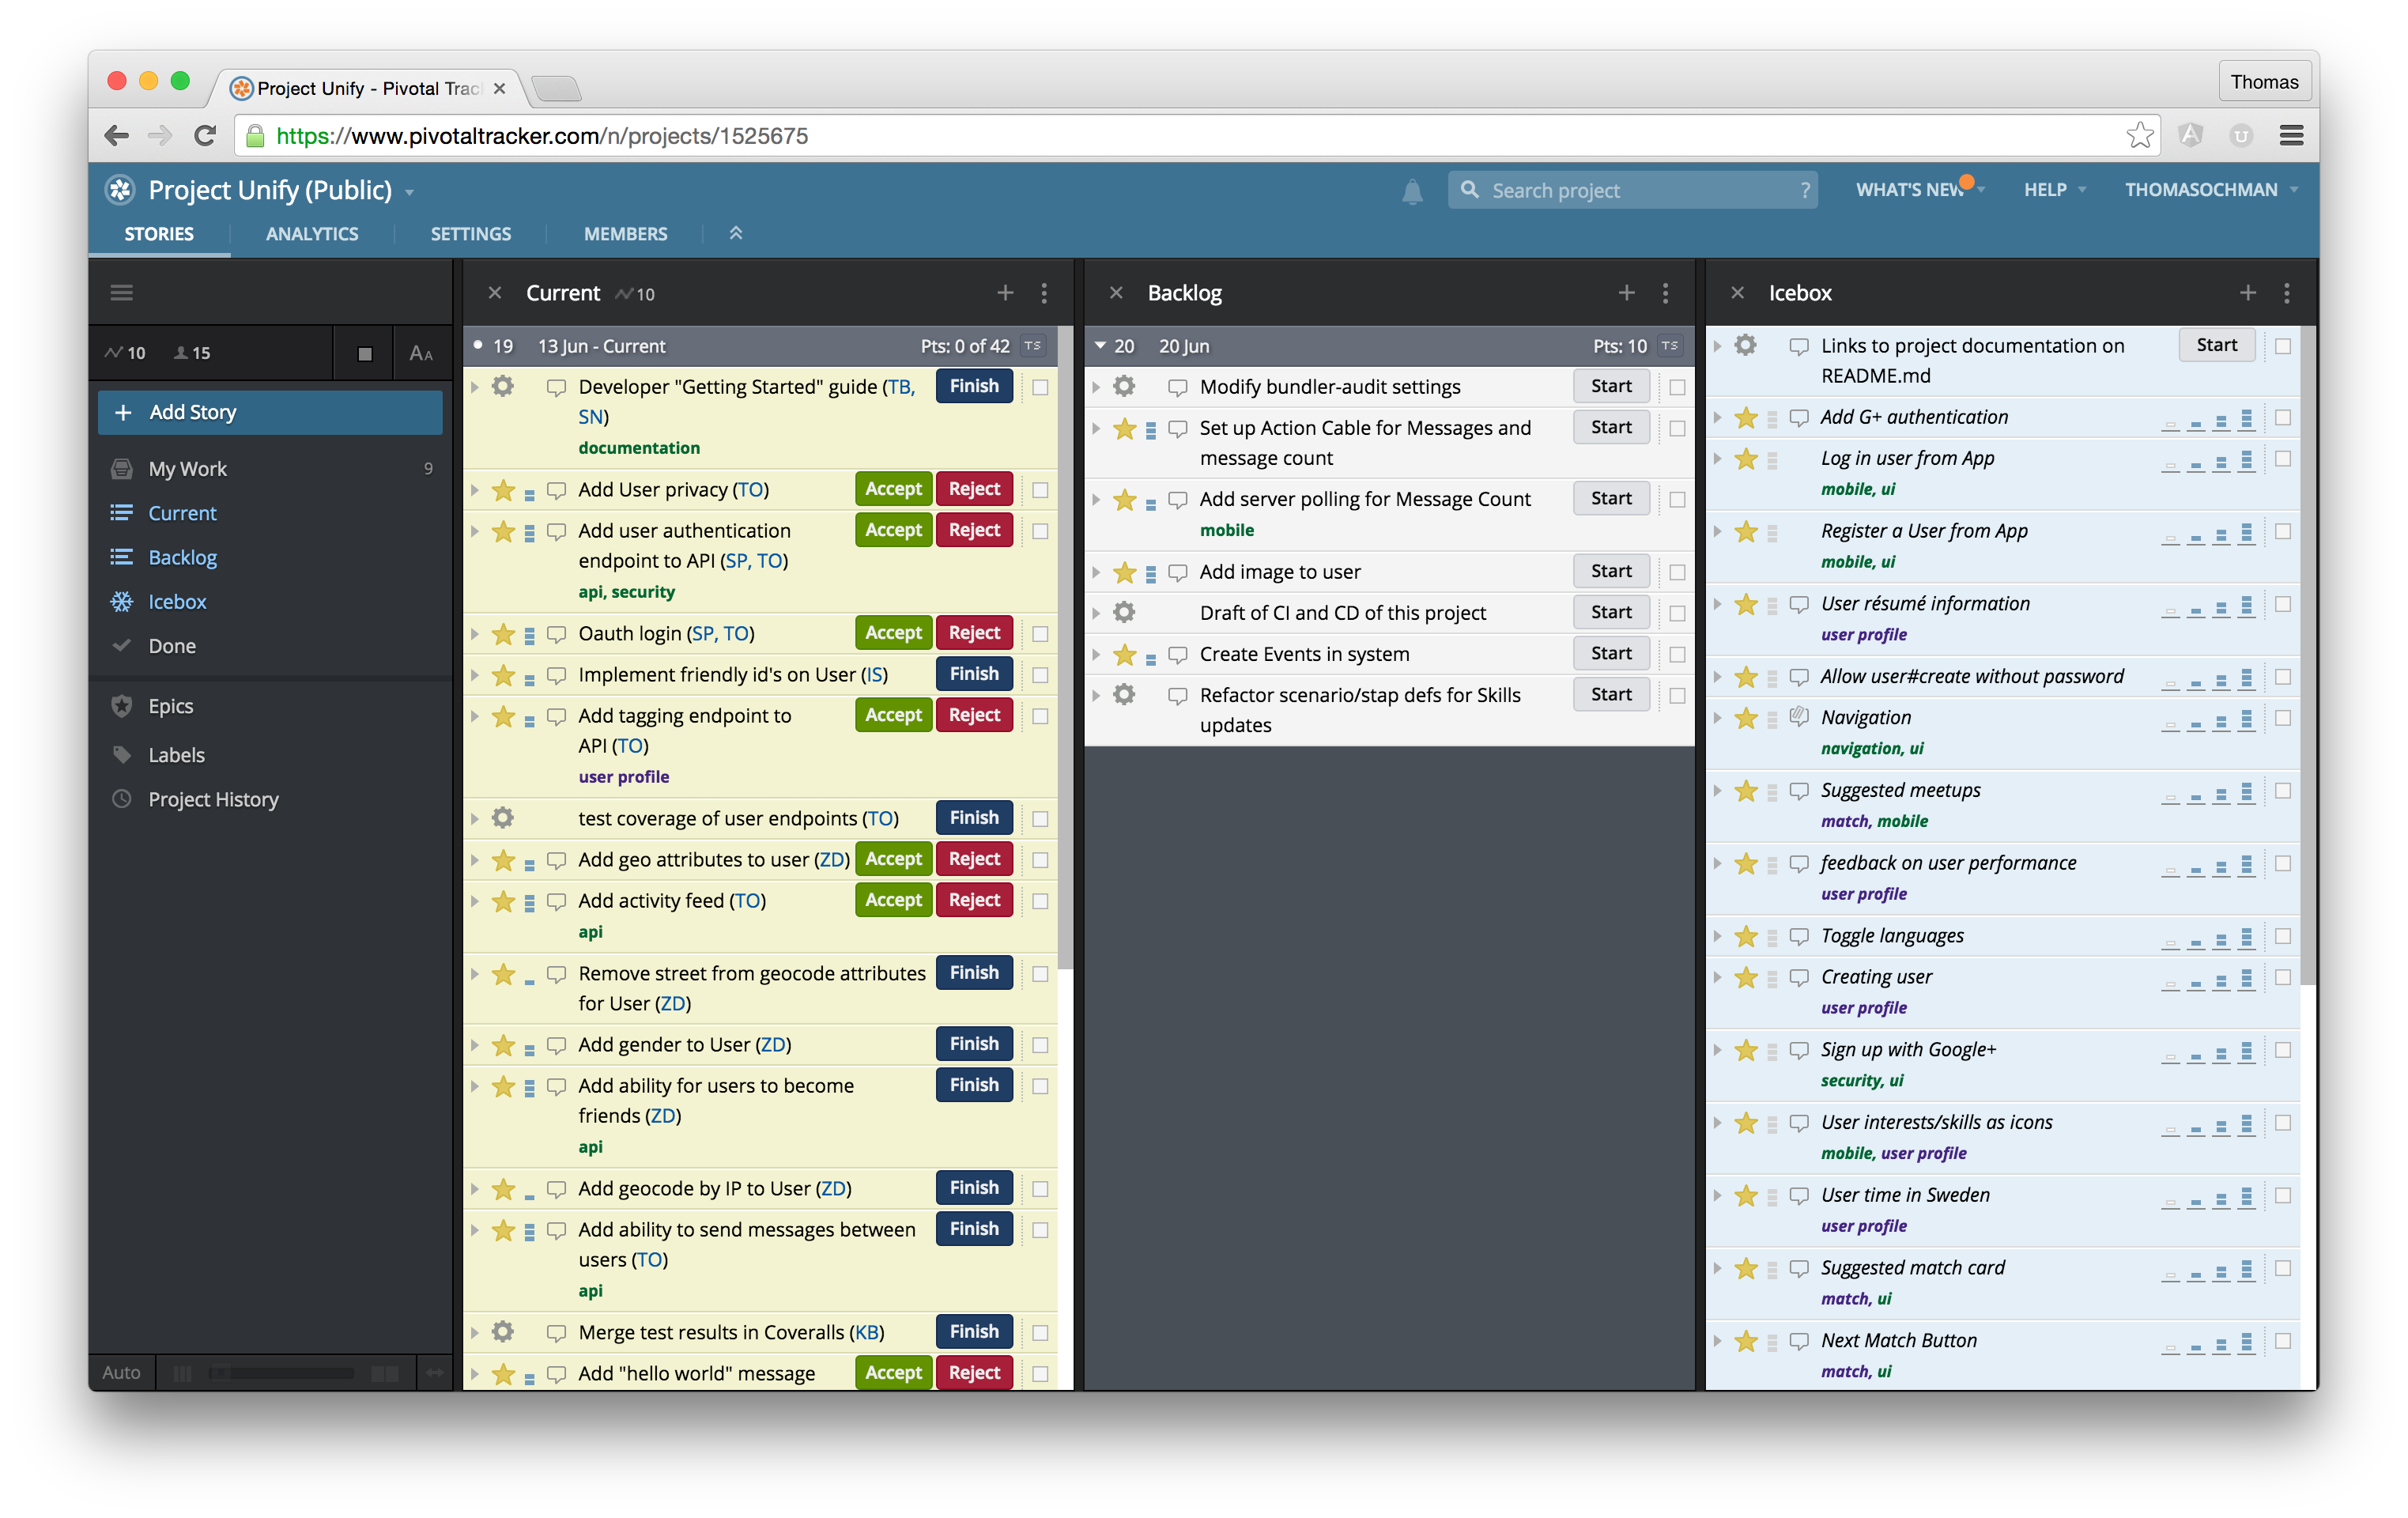 Project Unify - Pivotal Trac
Thomas
https://www.pivotaltracker.com/n/projects/1525675
Project Unify (Public)
Search project
?
WHAT'S NEW
HELP
THOMASOCHMAN
STORIES
ANALYTICS
SETTINGS
MEMBERS
10
15
AA
Add Story
My Work 9
Current
Backlog
Icebox
Done
Epics
Labels
Project History
Auto
Current 10
19 13 Jun - Current Pts: 0 of 42 TS
Developer "Getting Started" guide (TB, Finish
SN)
documentation
Add User privacy (TO) Accept Reject
Add user authentication Accept Reject
endpoint to API (SP, TO)
api, security
Oauth login (SP, TO) Accept Reject
Implement friendly id's on User (IS) Finish
Add tagging endpoint to Accept Reject
API (TO)
user profile
test coverage of user endpoints (TO) Finish
Add geo attributes to user (ZD) Accept Reject
Add activity feed (TO) Accept Reject
api
Remove street from geocode attributes Finish
for User (ZD)
Add gender to User (ZD) Finish
Add ability for users to become Finish
friends (ZD)
api
Add geocode by IP to User (ZD) Finish
Add ability to send messages between Finish
users (TO)
api
Merge test results in Coveralls (KB) Finish
Add "hello world" message Accept Reject
Backlog
20 20 Jun Pts: 10 TS
Modify bundler-audit settings Start
Set up Action Cable for Messages and Start
message count
Add server polling for Message Count Start
mobile
Add image to user Start
Draft of CI and CD of this project Start
Create Events in system Start
Refactor scenario/stap defs for Skills Start
updates
Icebox
Links to project documentation on Start
README.md
Add G+ authentication
Log in user from App
mobile, ui
Register a User from App
mobile, ui
User résumé information
user profile
Allow user#create without password
Navigation
navigation, ui
Suggested meetups
match, mobile
feedback on user performance
user profile
Toggle languages
Creating user
user profile
Sign up with Google+
security, ui
User interests/skills as icons
mobile, user profile
User time in Sweden
user profile
Suggested match card
match, ui
Next Match Button
match, ui